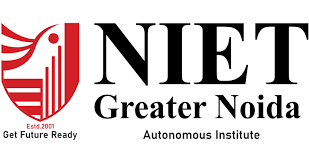 NIET
Greater Noida
Estd.2001
Get Future Ready
Autonomous Institute